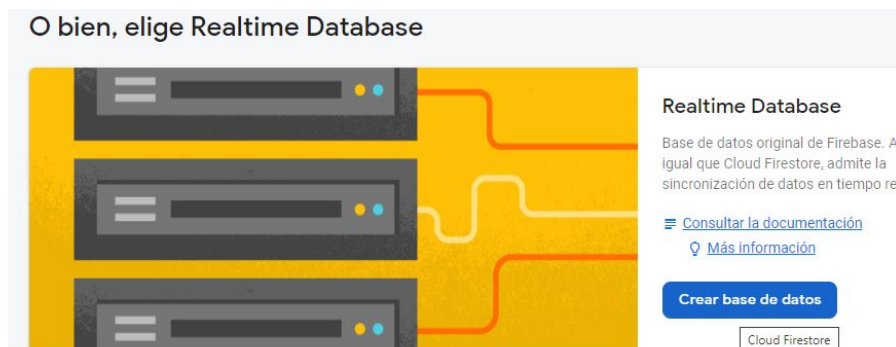 O bien, elige Realtime Database
Realtime Database
Base de datos original de Firebase. A
igual que Cloud Firestore, admite la
sincronización de datos en tiempo re
Consultar la documentación
Más información
Crear base de datos
Cloud Firestore